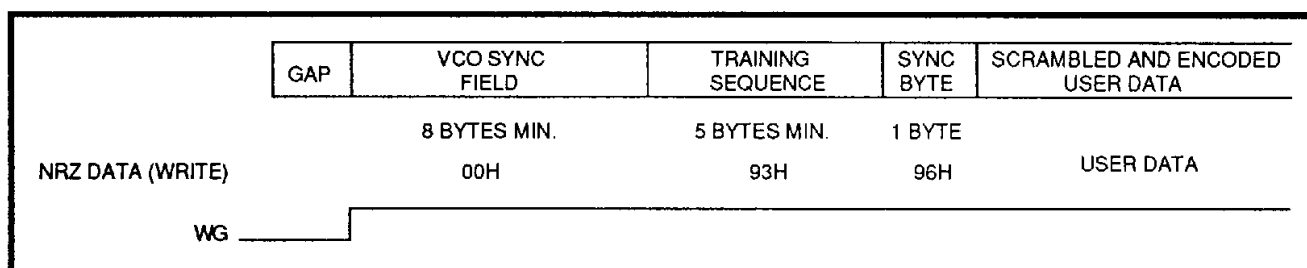 GAP
VCO SYNC
FIELD
TRAINING
SEQUENCE
SYNC
BYTE
SCRAMBLED AND ENCODED
USER DATA
8 BYTES MIN.
5 BYTES MIN.
1 BYTE
NRZ DATA (WRITE)
00H
93H
96H
USER DATA
WG